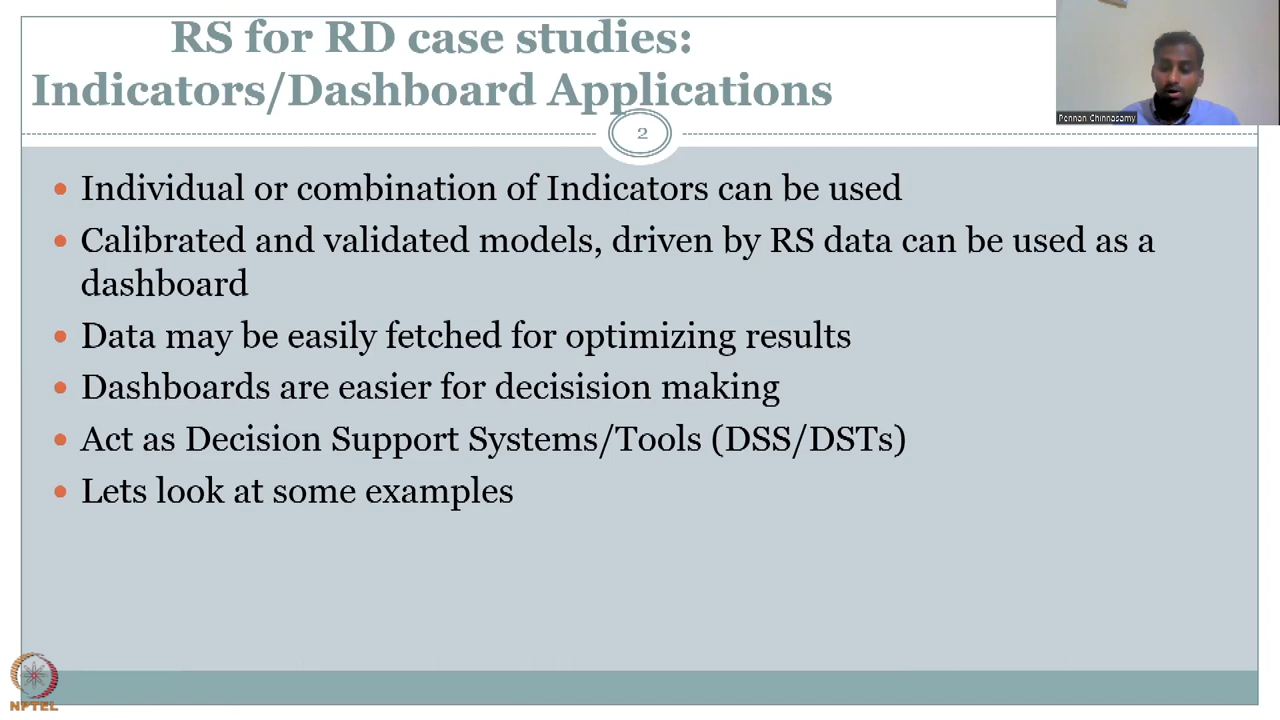 RS for RD case studies:
Indicators/Dashboard Applications
Pennan Chinnasamy
2
• Individual or combination of Indicators can be used
• Calibrated and validated models, driven by RS data can be used as a
dashboard
• Data may be easily fetched for optimizing results
• Dashboards are easier for decisision making
• Act as Decision Support Systems/Tools (DSS/DSTs)
• Lets look at some examples
NPTEL